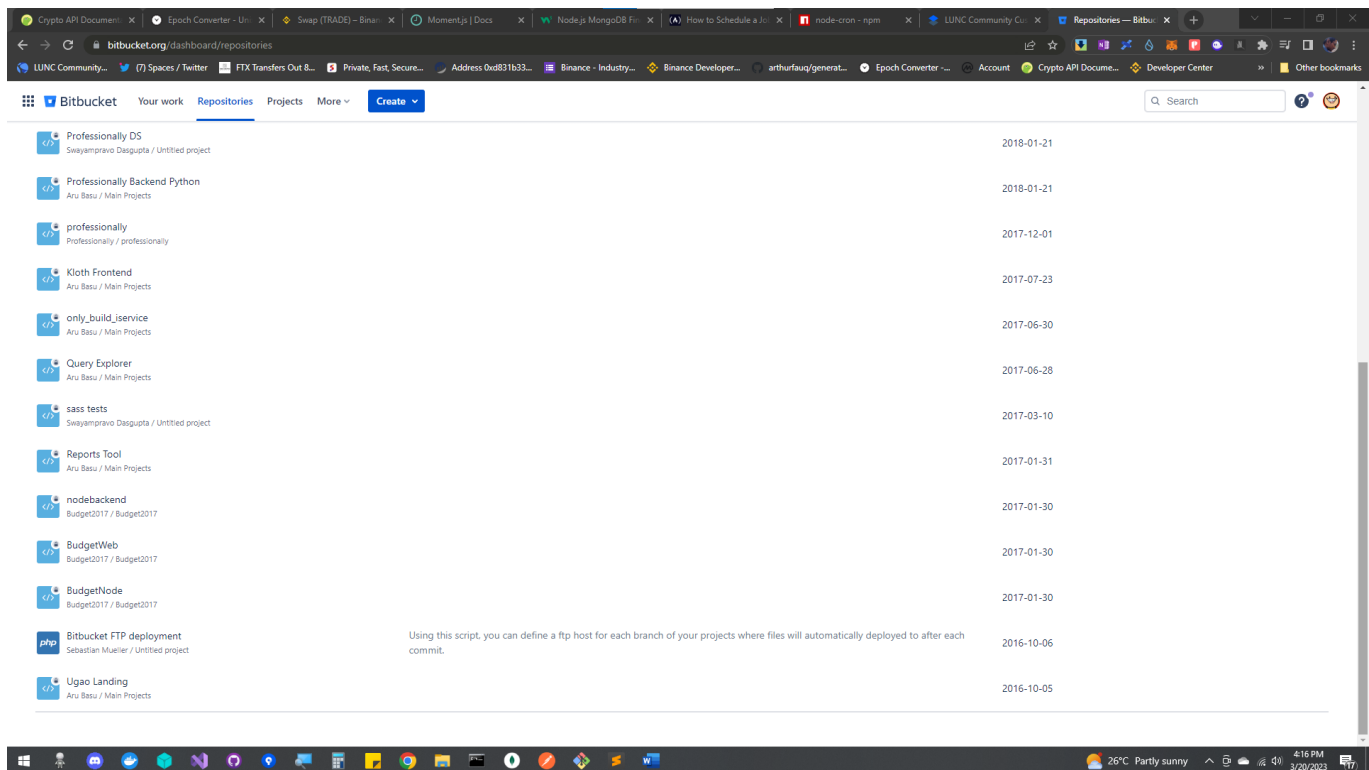 Crypto API Document
Epoch Converter - Uni
Swap (TRADE) – Binan
Moment.js | Docs
Node.js MongoDB Fin
How to Schedule a Jo
node-cron - npm
LUNC Community Cu
Repositories — Bitbuc
bitbucket.org/dashboard/repositories
LUNC Community...
(7) Spaces / Twitter
FTX Transfers Out 8...
Private, Fast, Secure...
Address 0xd831b33...
Binance - Industry...
Binance Developer...
arthurfauq/generat...
Epoch Converter -...
Account
Crypto API Docume...
Developer Center
»
Other bookmarks
Bitbucket
Your work
Repositories
Projects
More
Create
Search
Professionally DS
Swayampravo Dasgupta / Untitled project
2018-01-21
Professionally Backend Python
Aru Basu / Main Projects
2018-01-21
professionally
Professionally / professionally
2017-12-01
Kloth Frontend
Aru Basu / Main Projects
2017-07-23
only_build_iservice
Aru Basu / Main Projects
2017-06-30
Query Explorer
Aru Basu / Main Projects
2017-06-28
sass tests
Swayampravo Dasgupta / Untitled project
2017-03-10
Reports Tool
Aru Basu / Main Projects
2017-01-31
nodebackend
Budget2017 / Budget2017
2017-01-30
BudgetWeb
Budget2017 / Budget2017
2017-01-30
BudgetNode
Budget2017 / Budget2017
2017-01-30
php
Bitbucket FTP deployment
Sebastian Mueller / Untitled project
Using this script, you can define a ftp host for each branch of your projects where files will automatically deployed to after each
commit.
2016-10-06
Ugao Landing
Aru Basu / Main Projects
2016-10-05
26°C Partly sunny
4:16 PM
3/20/2023